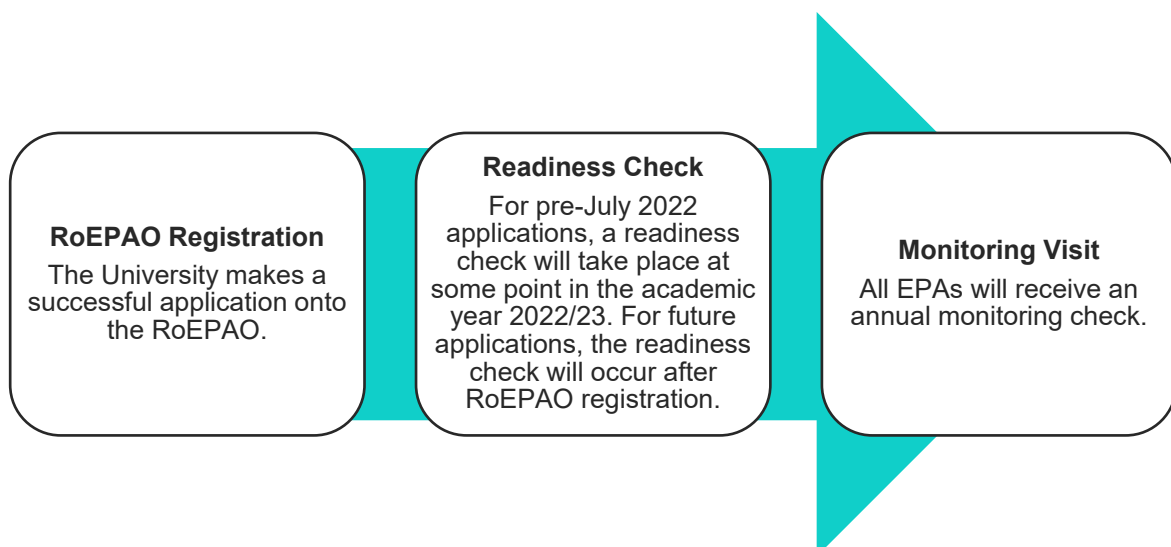 RoEPAO Registration
The University makes a
successful application onto
the RoEPAO.
Readiness Check
For pre-July 2022
applications, a readiness
check will take place at
some point in the academic
year 2022/23. For future
applications, the readiness
check will occur after
RoEPAO registration.
Monitoring Visit
All EPAs will receive an
annual monitoring check.